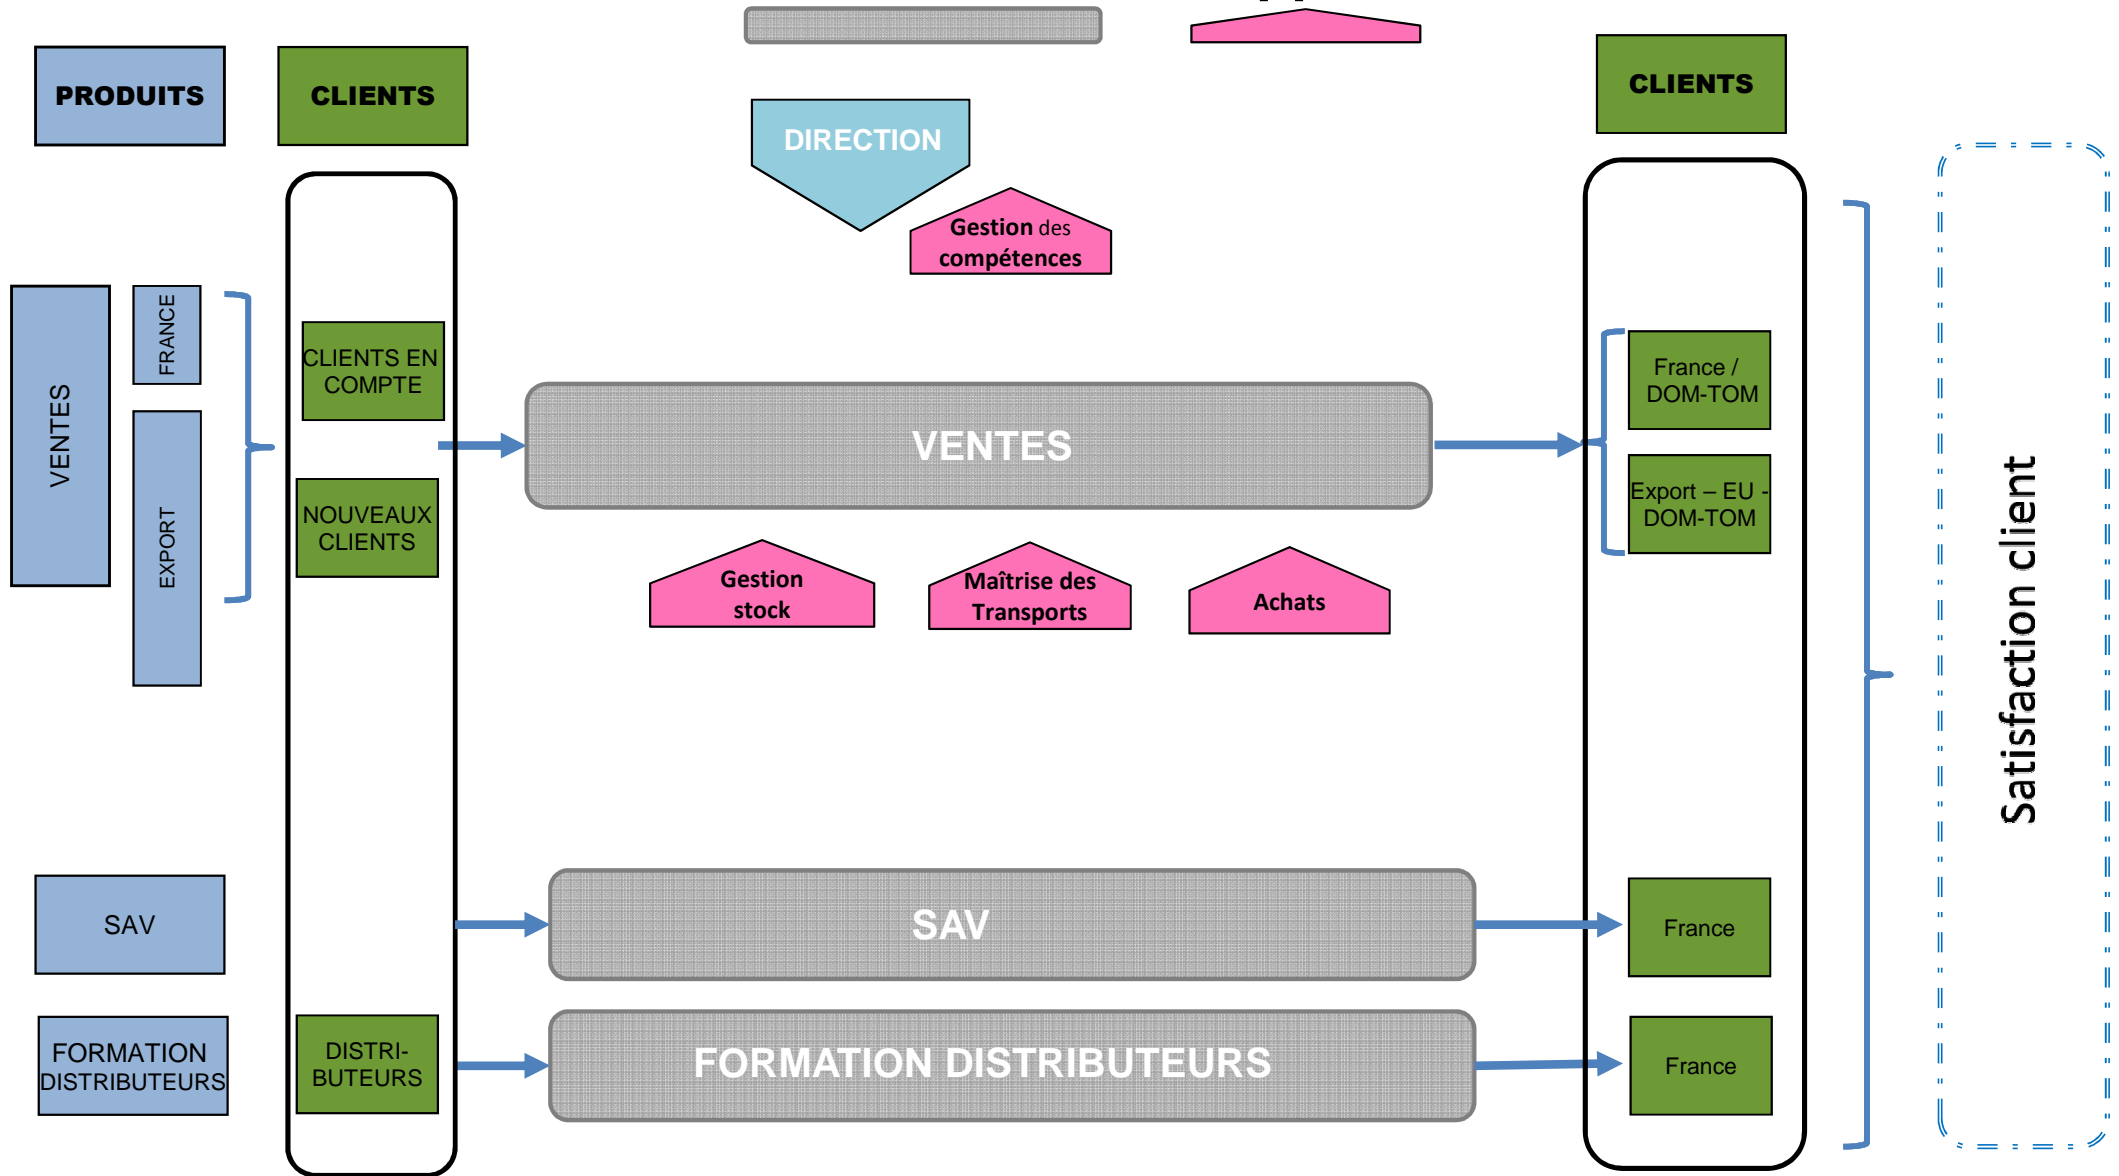 PRODUITS
CLIENTS
CLIENTS
DIRECTION
Gestion des
compétences
VENTES
FRANCE
EXPORT
CLIENTS EN
COMPTE
NOUVEAUX
CLIENTS
VENTES
France /
DOM-TOM
Export – EU -
DOM-TOM
Gestion
stock
Maîtrise des
Transports
Achats
Satisfaction client
SAV
SAV
France
FORMATION
DISTRIBUTEURS
DISTRI-
BUTEURS
FORMATION DISTRIBUTEURS
France